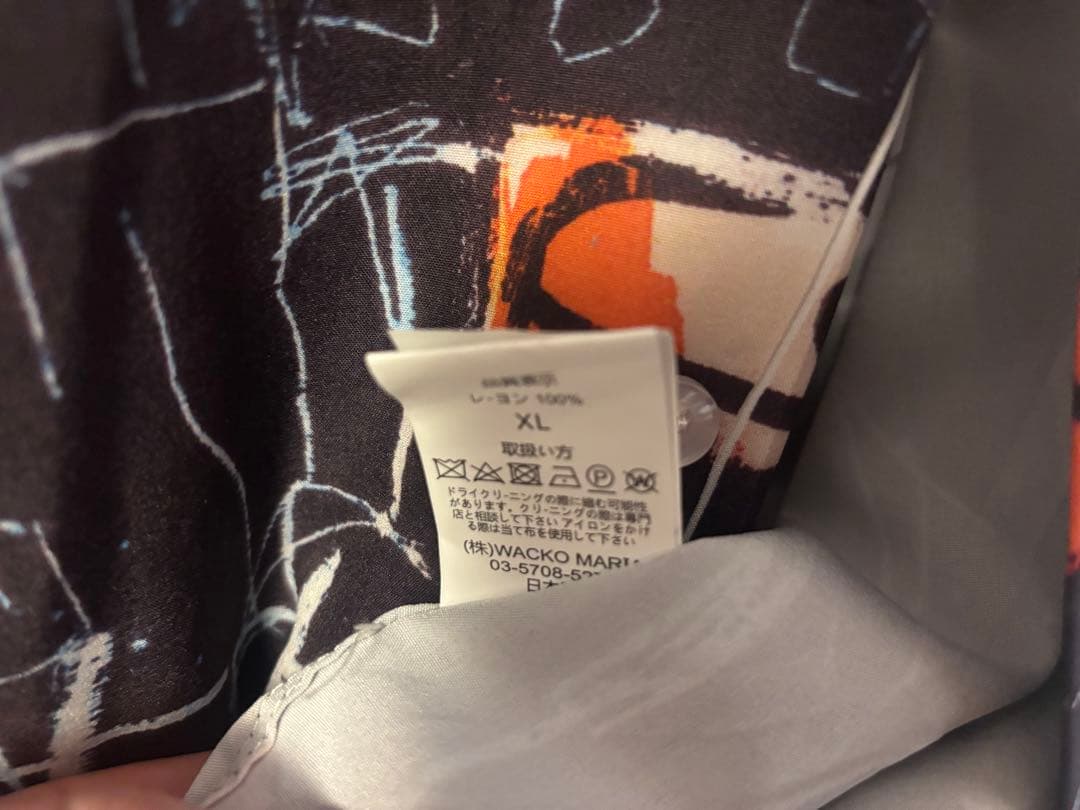 品質表示
レーヨン 100%
XL
取扱い方
P W
ドライクリーニングの際に縮む可能性
があります。クリーニングの際は専門
店と相談して下さい アイロンをかけ
る際は当て布を使用して下さい
(株)WACKO MARI
03-5708-52
日本